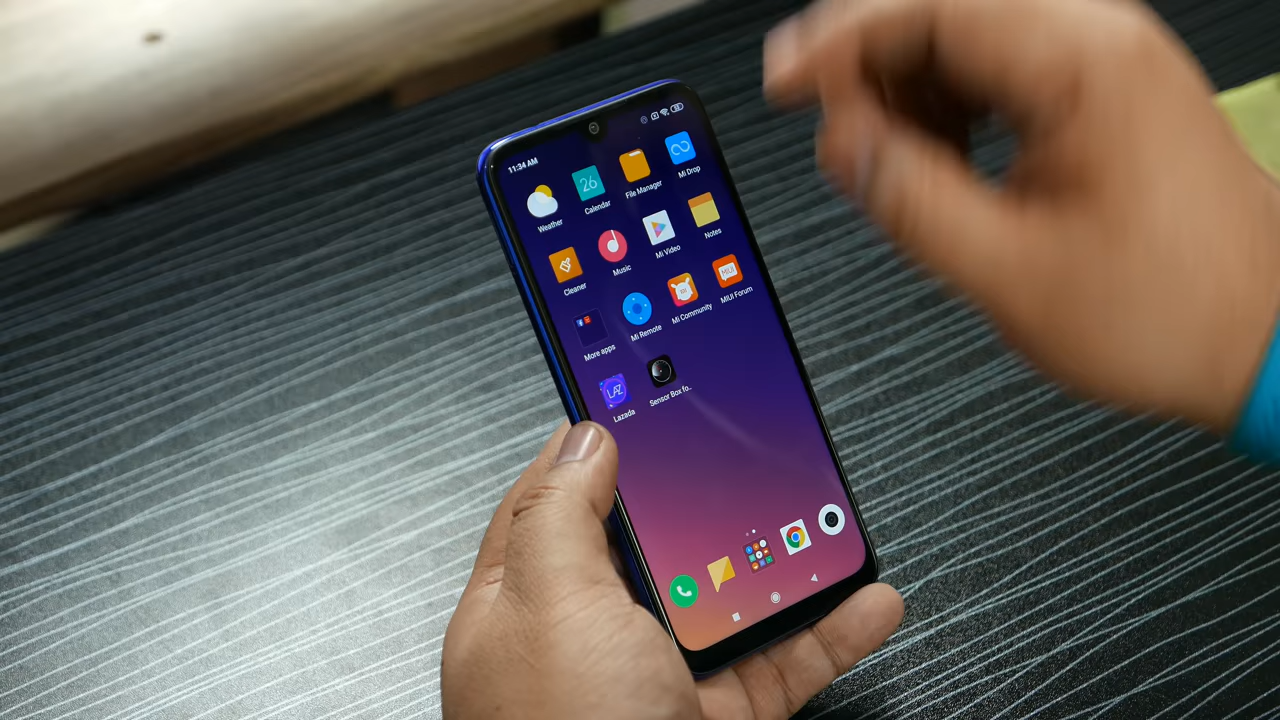 11:34 AM
Weather
26
Calendar
File Manager
Mi Drop
Cleaner
Music
Mi Video
Notes
More apps
Mi Remote
MI
Mi Community
MIUI
MIUI Forum
LAZ
Lazada
Sensor Box fo..